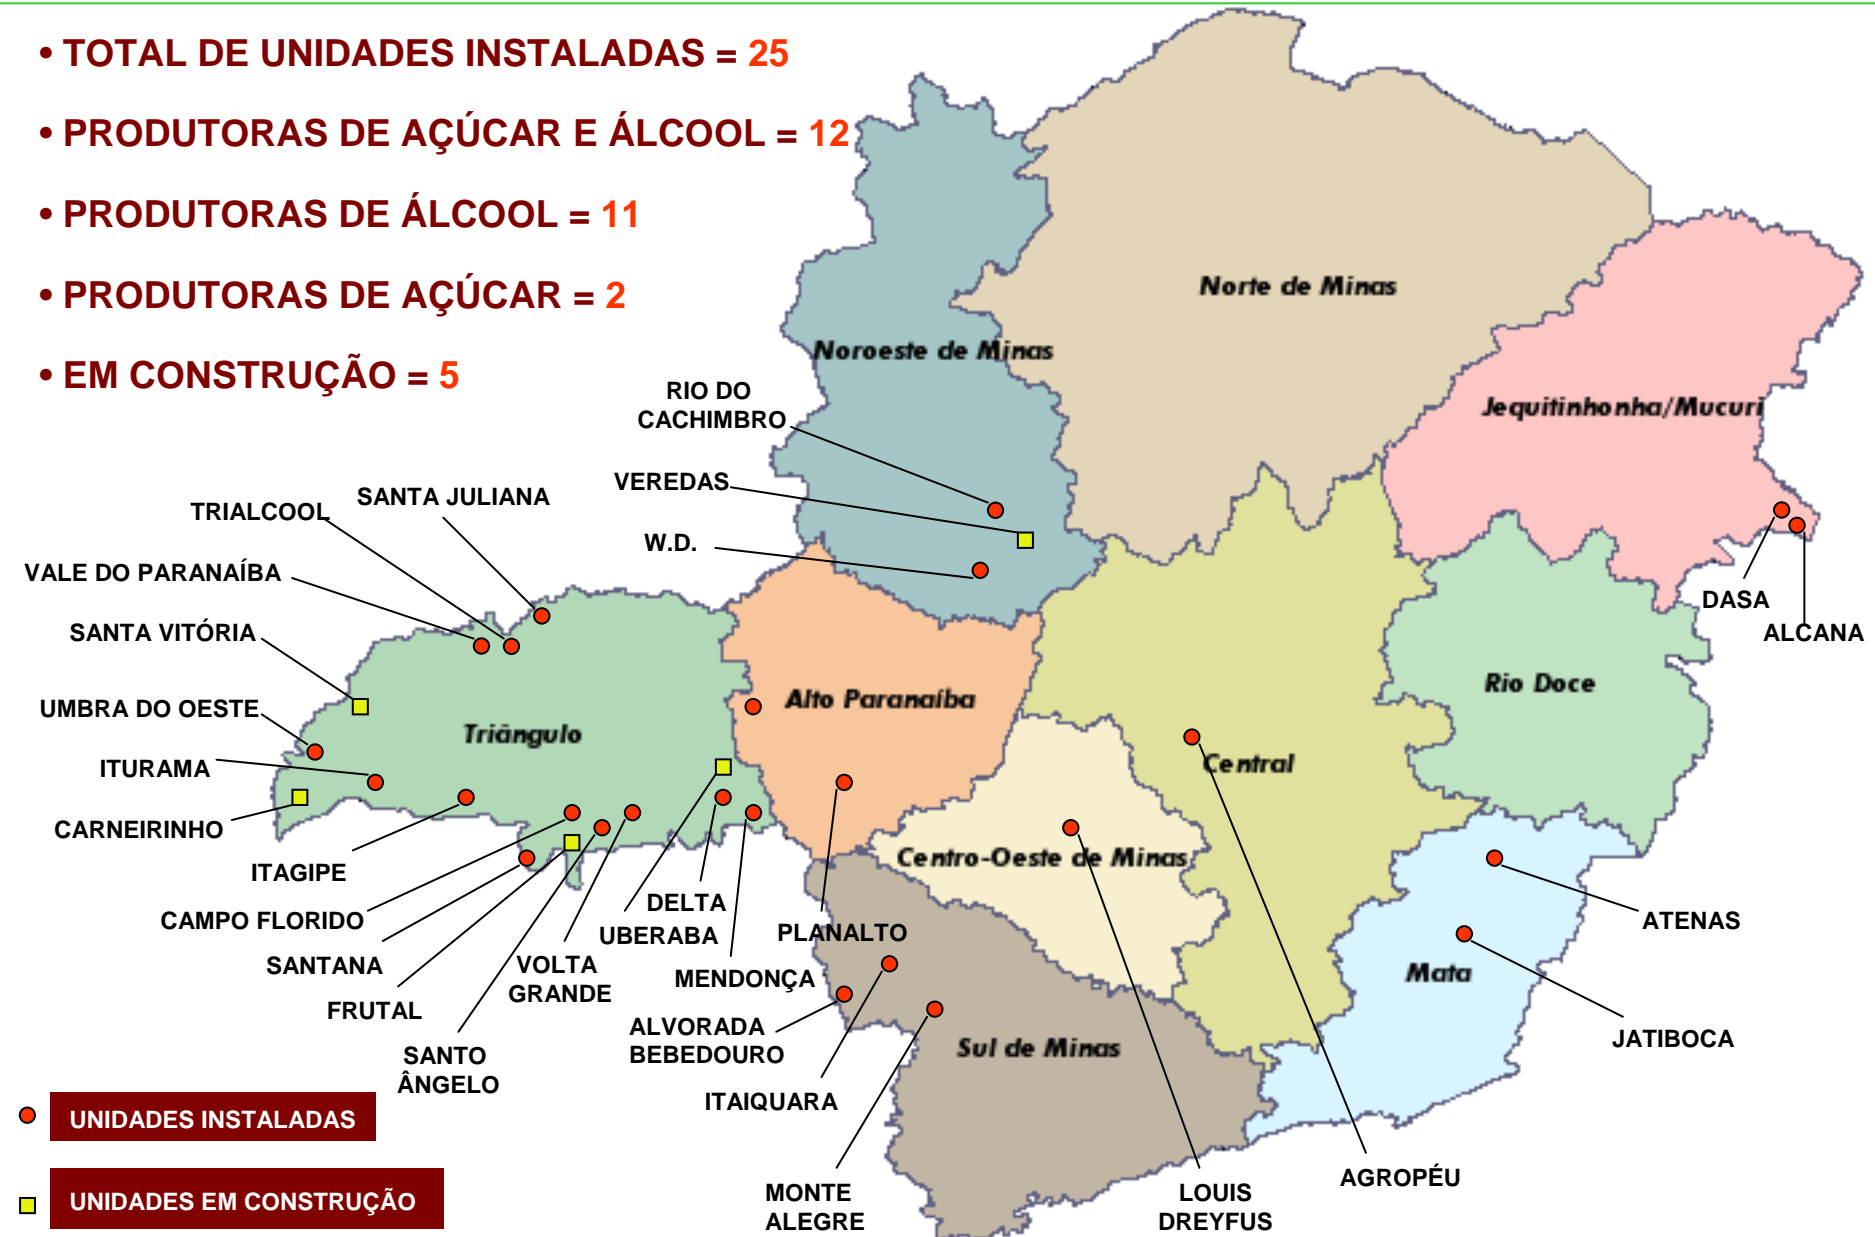 • TOTAL DE UNIDADES INSTALADAS = 25
• PRODUTORAS DE AÇÚCAR E ÁLCOOL = 12
• PRODUTORAS DE ÁLCOOL = 11
• PRODUTORAS DE AÇÚCAR = 2
• EM CONSTRUÇÃO = 5
Norte de Minas
Noroeste de Minas
Jequitinhonha/Mucuri
RIO DO
CACHIMBRO
VEREDAS
W.D.
SANTA JULIANA
TRIALCOOL
VALE DO PARANAÍBA
SANTA VITÓRIA
UMBRA DO OESTE
ITURAMA
CARNEIRINHO
ITAGIPE
CAMPO FLORIDO
SANTANA
FRUTAL
SANTO
ÂNGELO
VOLTA
GRANDE
UBERABA
DELTA
MENDONÇA
PLANALTO
ALVORADA
BEBEDOURO
ITAIQUARA
MONTE
ALEGRE
LOUIS
DREYFUS
AGROPÉU
JATIBOCA
ATENAS
DASA
ALCANA
Triângulo
Alto Paranaíba
Central
Rio Doce
Centro-Oeste de Minas
Mata
Sul de Minas
UNIDADES INSTALADAS
UNIDADES EM CONSTRUÇÃO